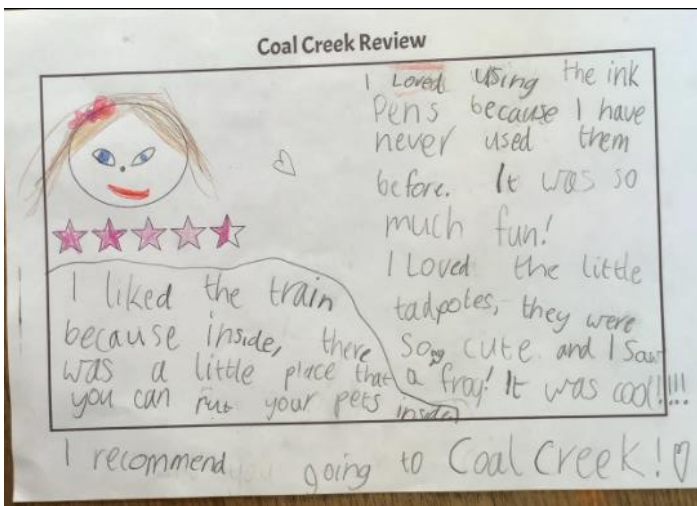 Coal Creek Review
I Loved using the ink
Pens because I have
never used them
before. It was so
much fun!
I Loved the little
tadpoles, they were
so cute and I saw
a frog! It was cool!!!!
I liked the train
because inside, there
was a little place that
you can put your pets inside
I recommend going to Coal Creek!